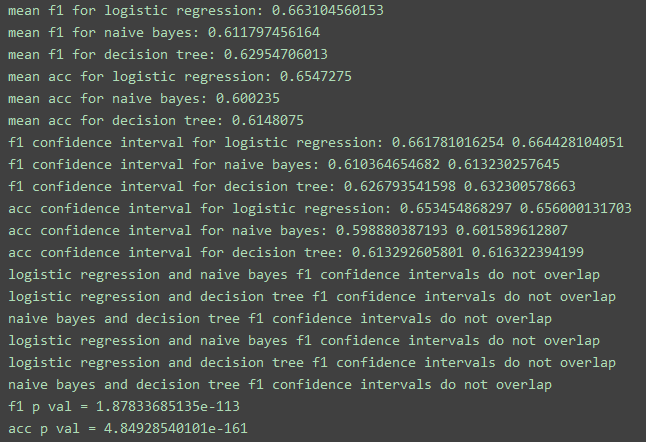 mean f1 for logistic regression: 0.663104560153
mean f1 for naive bayes: 0.611797456164
mean f1 for decision tree: 0.62954706013
mean acc for logistic regression: 0.6547275
mean acc for naive bayes: 0.600235
mean acc for decision tree: 0.6148075
f1 confidence interval for logistic regression: 0.661781016254 0.664428104051
f1 confidence interval for naive bayes: 0.610364654682 0.613230257645
f1 confidence interval for decision tree: 0.626793541598 0.632300578663
acc confidence interval for logistic regression: 0.653454868297 0.656000131703
acc confidence interval for naive bayes: 0.598880387193 0.601589612807
acc confidence interval for decision tree: 0.613292605801 0.616322394199
logistic regression and naive bayes f1 confidence intervals do not overlap
logistic regression and decision tree f1 confidence intervals do not overlap
naive bayes and decision tree f1 confidence intervals do not overlap
logistic regression and naive bayes f1 confidence intervals do not overlap
logistic regression and decision tree f1 confidence intervals do not overlap
naive bayes and decision tree f1 confidence intervals do not overlap
f1 p val = 1.87833685135e-113
acc p val = 4.84928540101e-161